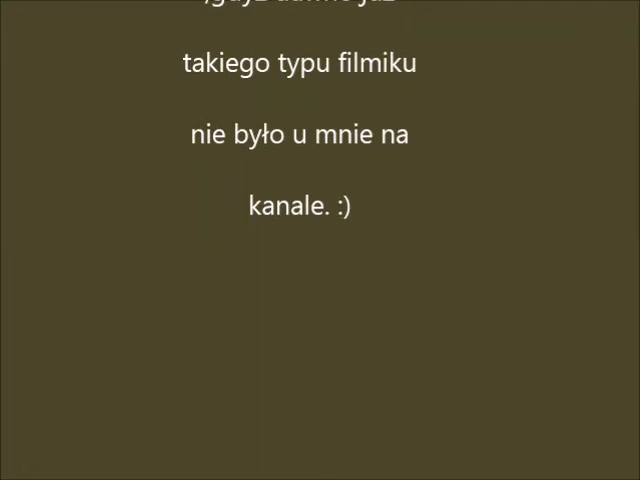 takiego typu filmiku
nie było u mnie na
kanale. :)